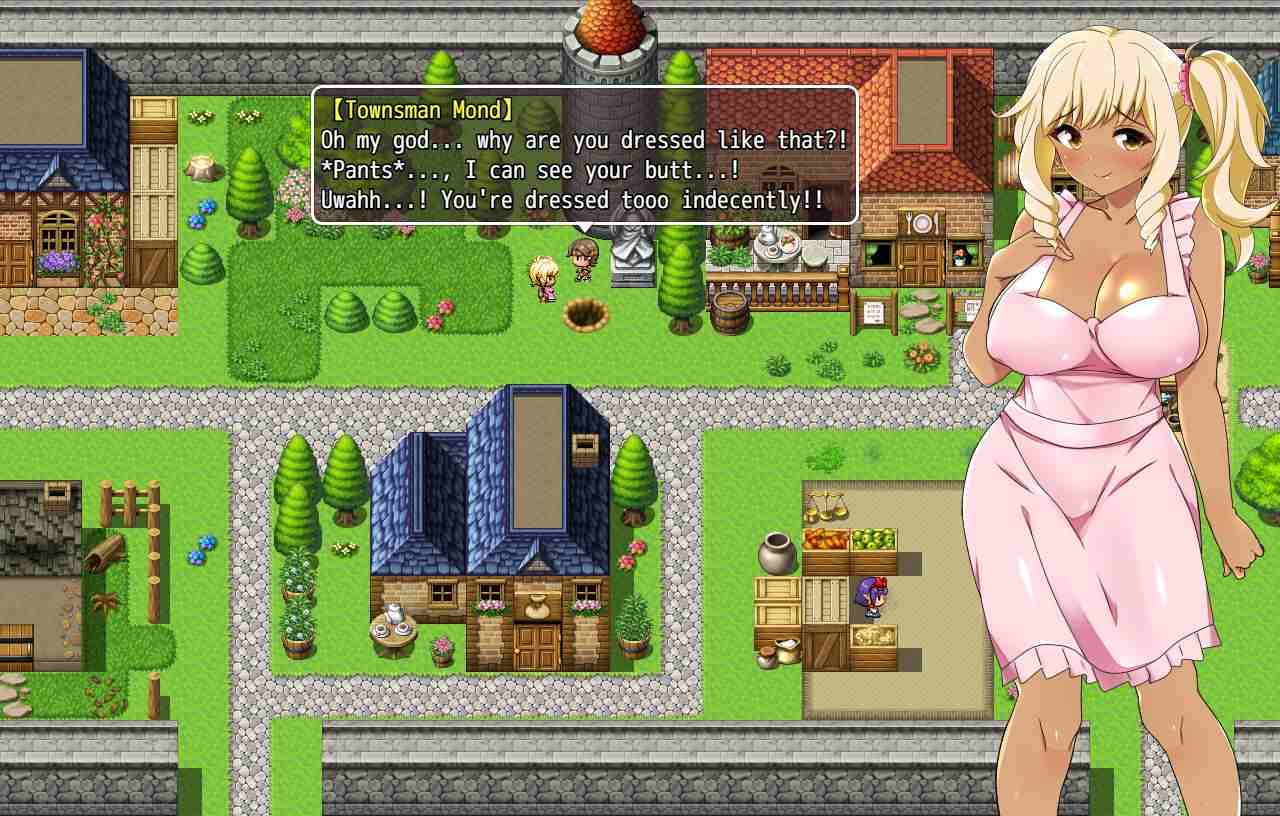 【Townsman Mond】
Oh my god... why are you dressed like that?!
*Pants*..., I can see your butt...!
Uwahh...! You're dressed tooo indecently!!